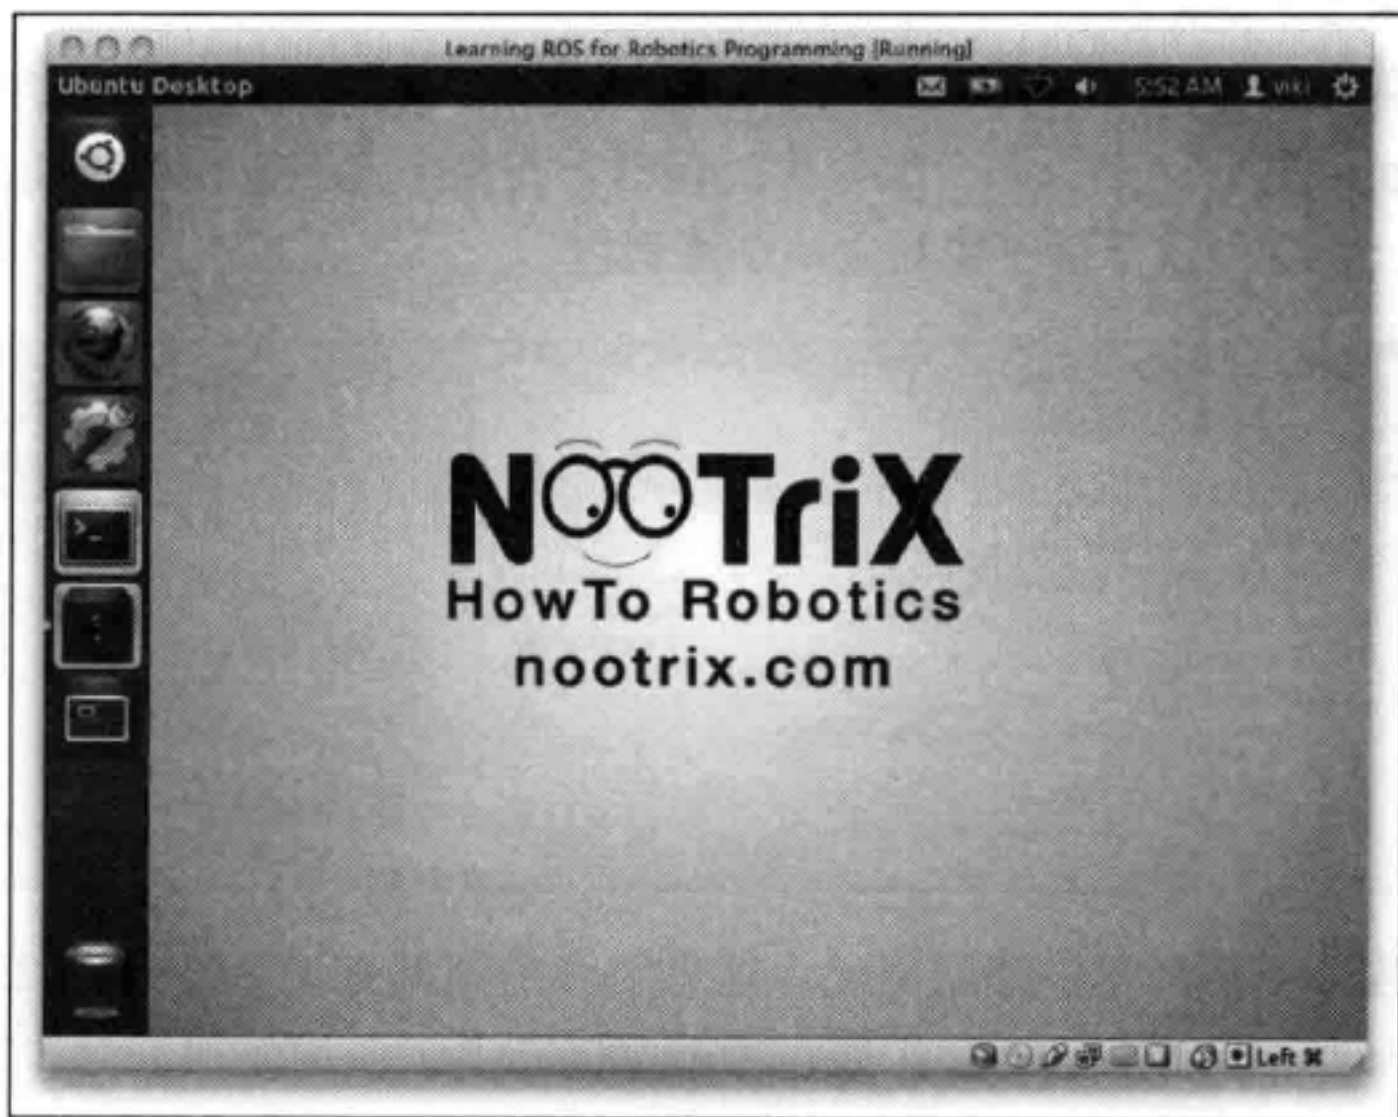 Learning ROS for Robotics Programming [Running]
Ubuntu Desktop
5:52 AM viki
NooTriX
HowTo Robotics
nootrix.com
Left ⌘